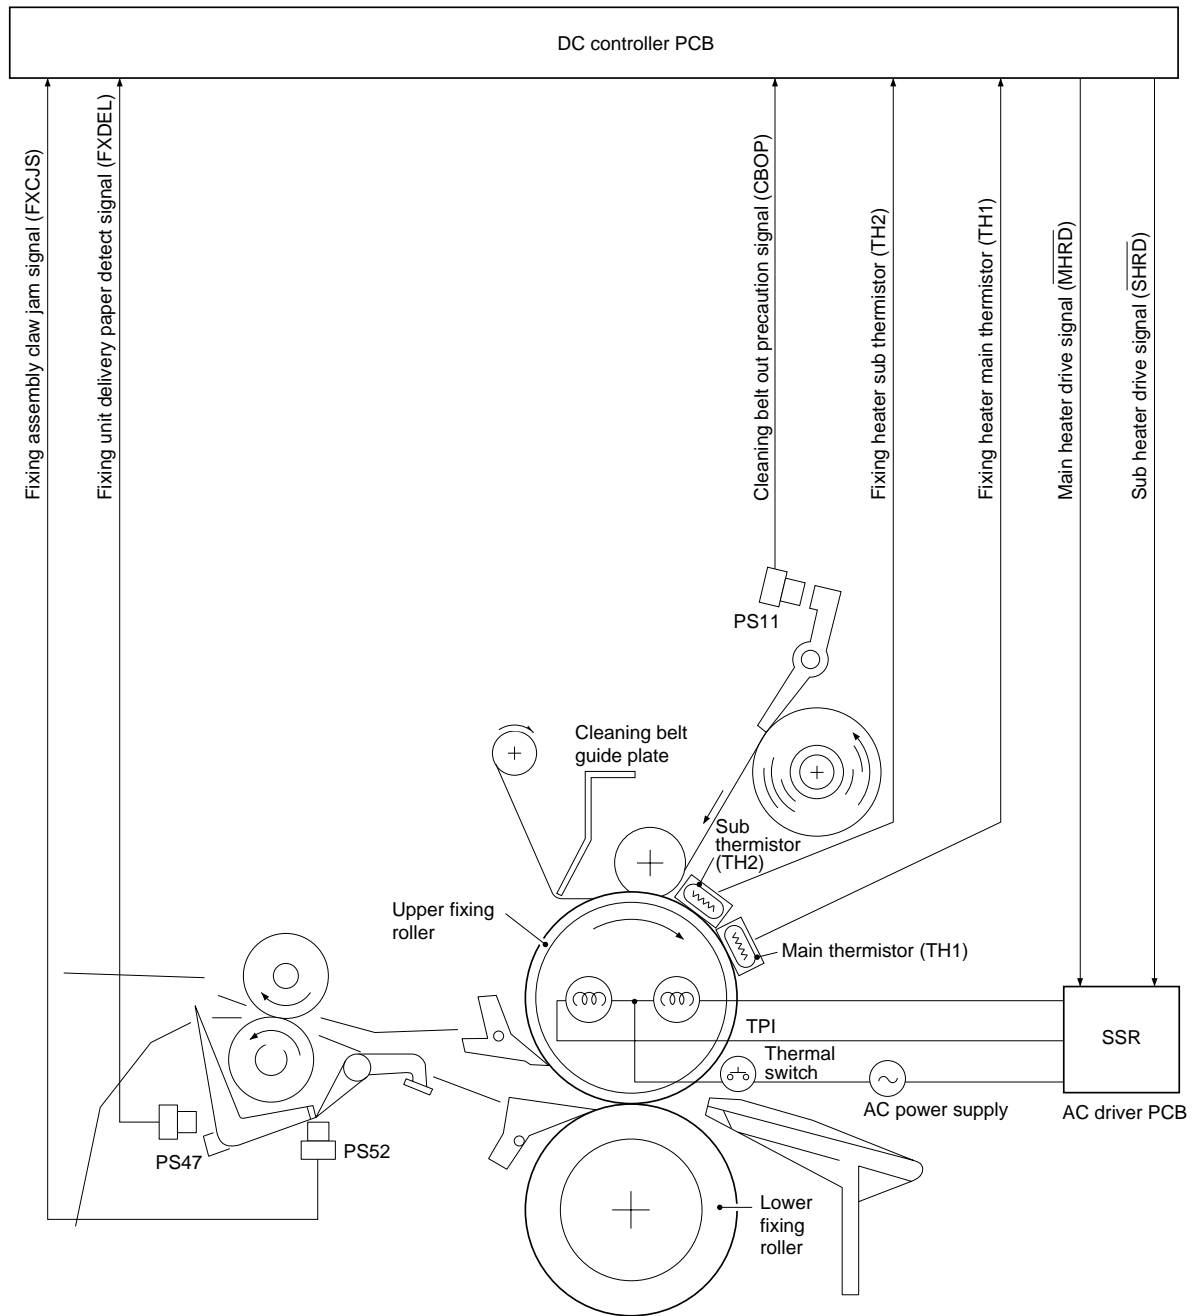 DC controller PCB
Fixing assembly claw jam signal (FXCJS)
Fixing unit delivery paper detect signal (FXDEL)
Cleaning belt out precaution signal (CBOP)
Fixing heater sub thermistor (TH2)
Fixing heater main thermistor (TH1)
Main heater drive signal (MHRD)
Sub heater drive signal (SHRD)
PS11
Cleaning belt
guide plate
Sub
thermistor
(TH2)
Upper fixing
roller
Main thermistor (TH1)
TPI
Thermal
switch
SSR
AC power supply
AC driver PCB
PS47
PS52
Lower
fixing
roller